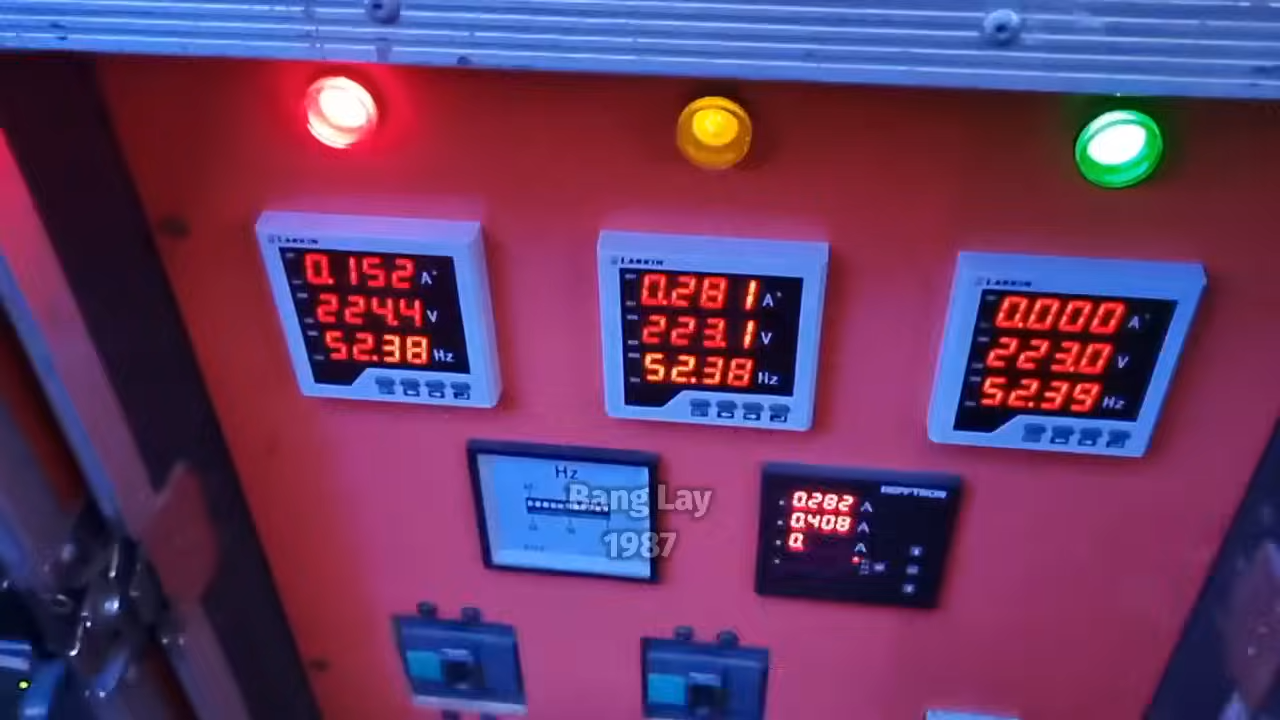 LARKIN
0.152 A
224.4 V
52.38 Hz
LARKIN
0.281 A
223.1 V
52.38 Hz
LARKIN
0.000 A
223.0 V
52.39 Hz
Hz
Bang Lay
1987
0.282 A
0.408 A
0. A